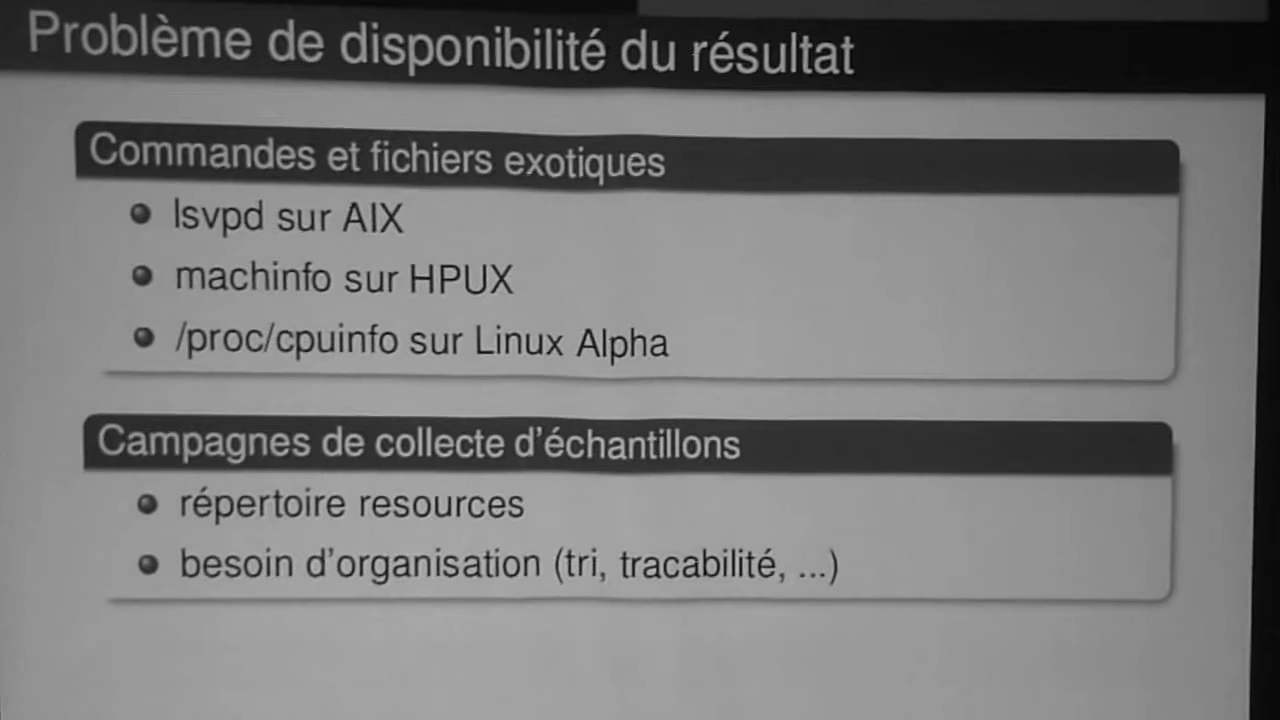 Problème de disponibilité du résultat
Commandes et fichiers exotiques
lsvpd sur AIX
machinfo sur HPUX
/proc/cpuinfo sur Linux Alpha
Campagnes de collecte d'échantillons
répertoire resources
besoin d'organisation (tri, tracabilité, ...)